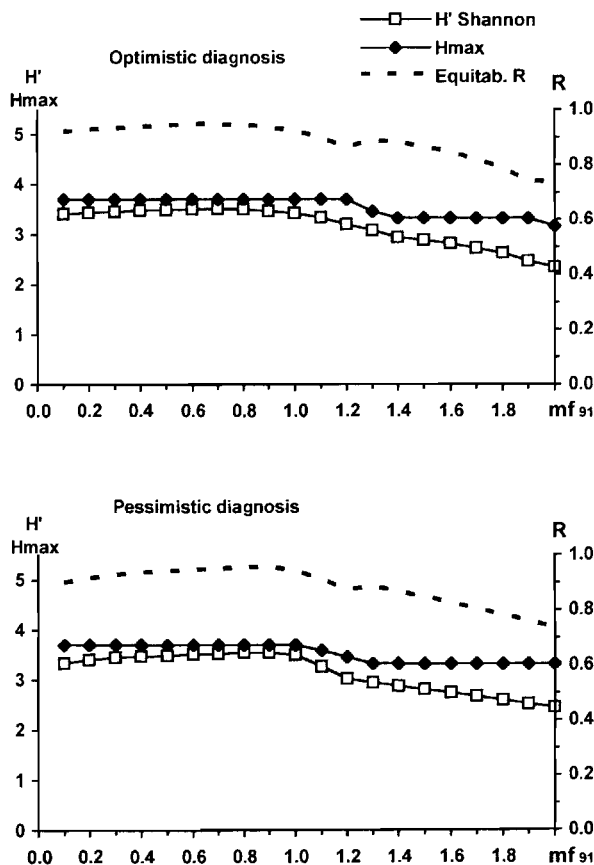 H' Shannon
Hmax
Equitab. R
Optimistic diagnosis
H'
Hmax
R
5
4
3
2
1
0
1.0
0.8
0.6
0.4
0.2
0.0
0.0 0.2 0.4 0.6 0.8 1.0 1.2 1.4 1.6 1.8 mf 91
Pessimistic diagnosis
H'
Hmax
R
5
4
3
2
1
0
1.0
0.8
0.6
0.4
0.2
0.0
0.0 0.2 0.4 0.6 0.8 1.0 1.2 1.4 1.6 1.8 mf 91